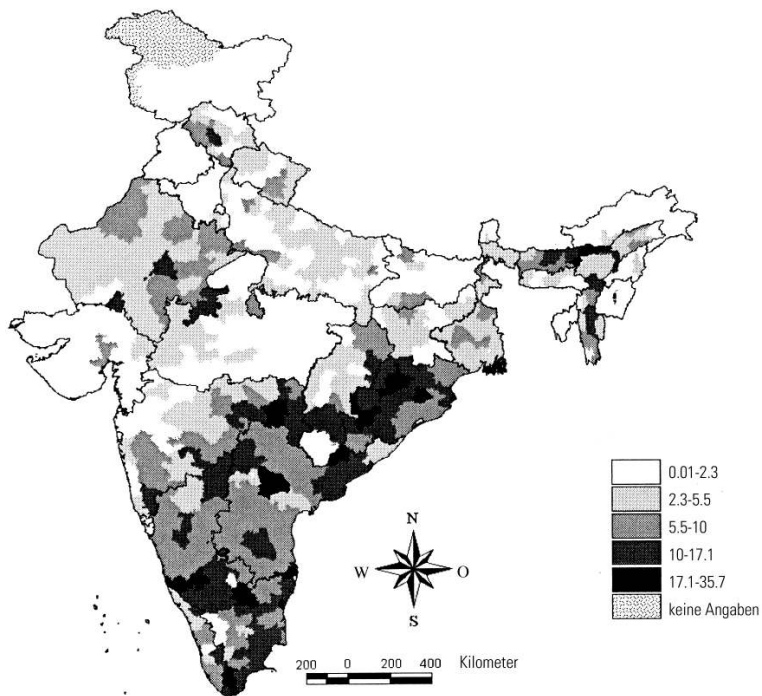 0.01-2.3
2.3-5.5
5.5-10
10-17.1
17.1-35.7
keine Angaben
N
W O
S
200 0 200 400 Kilometer